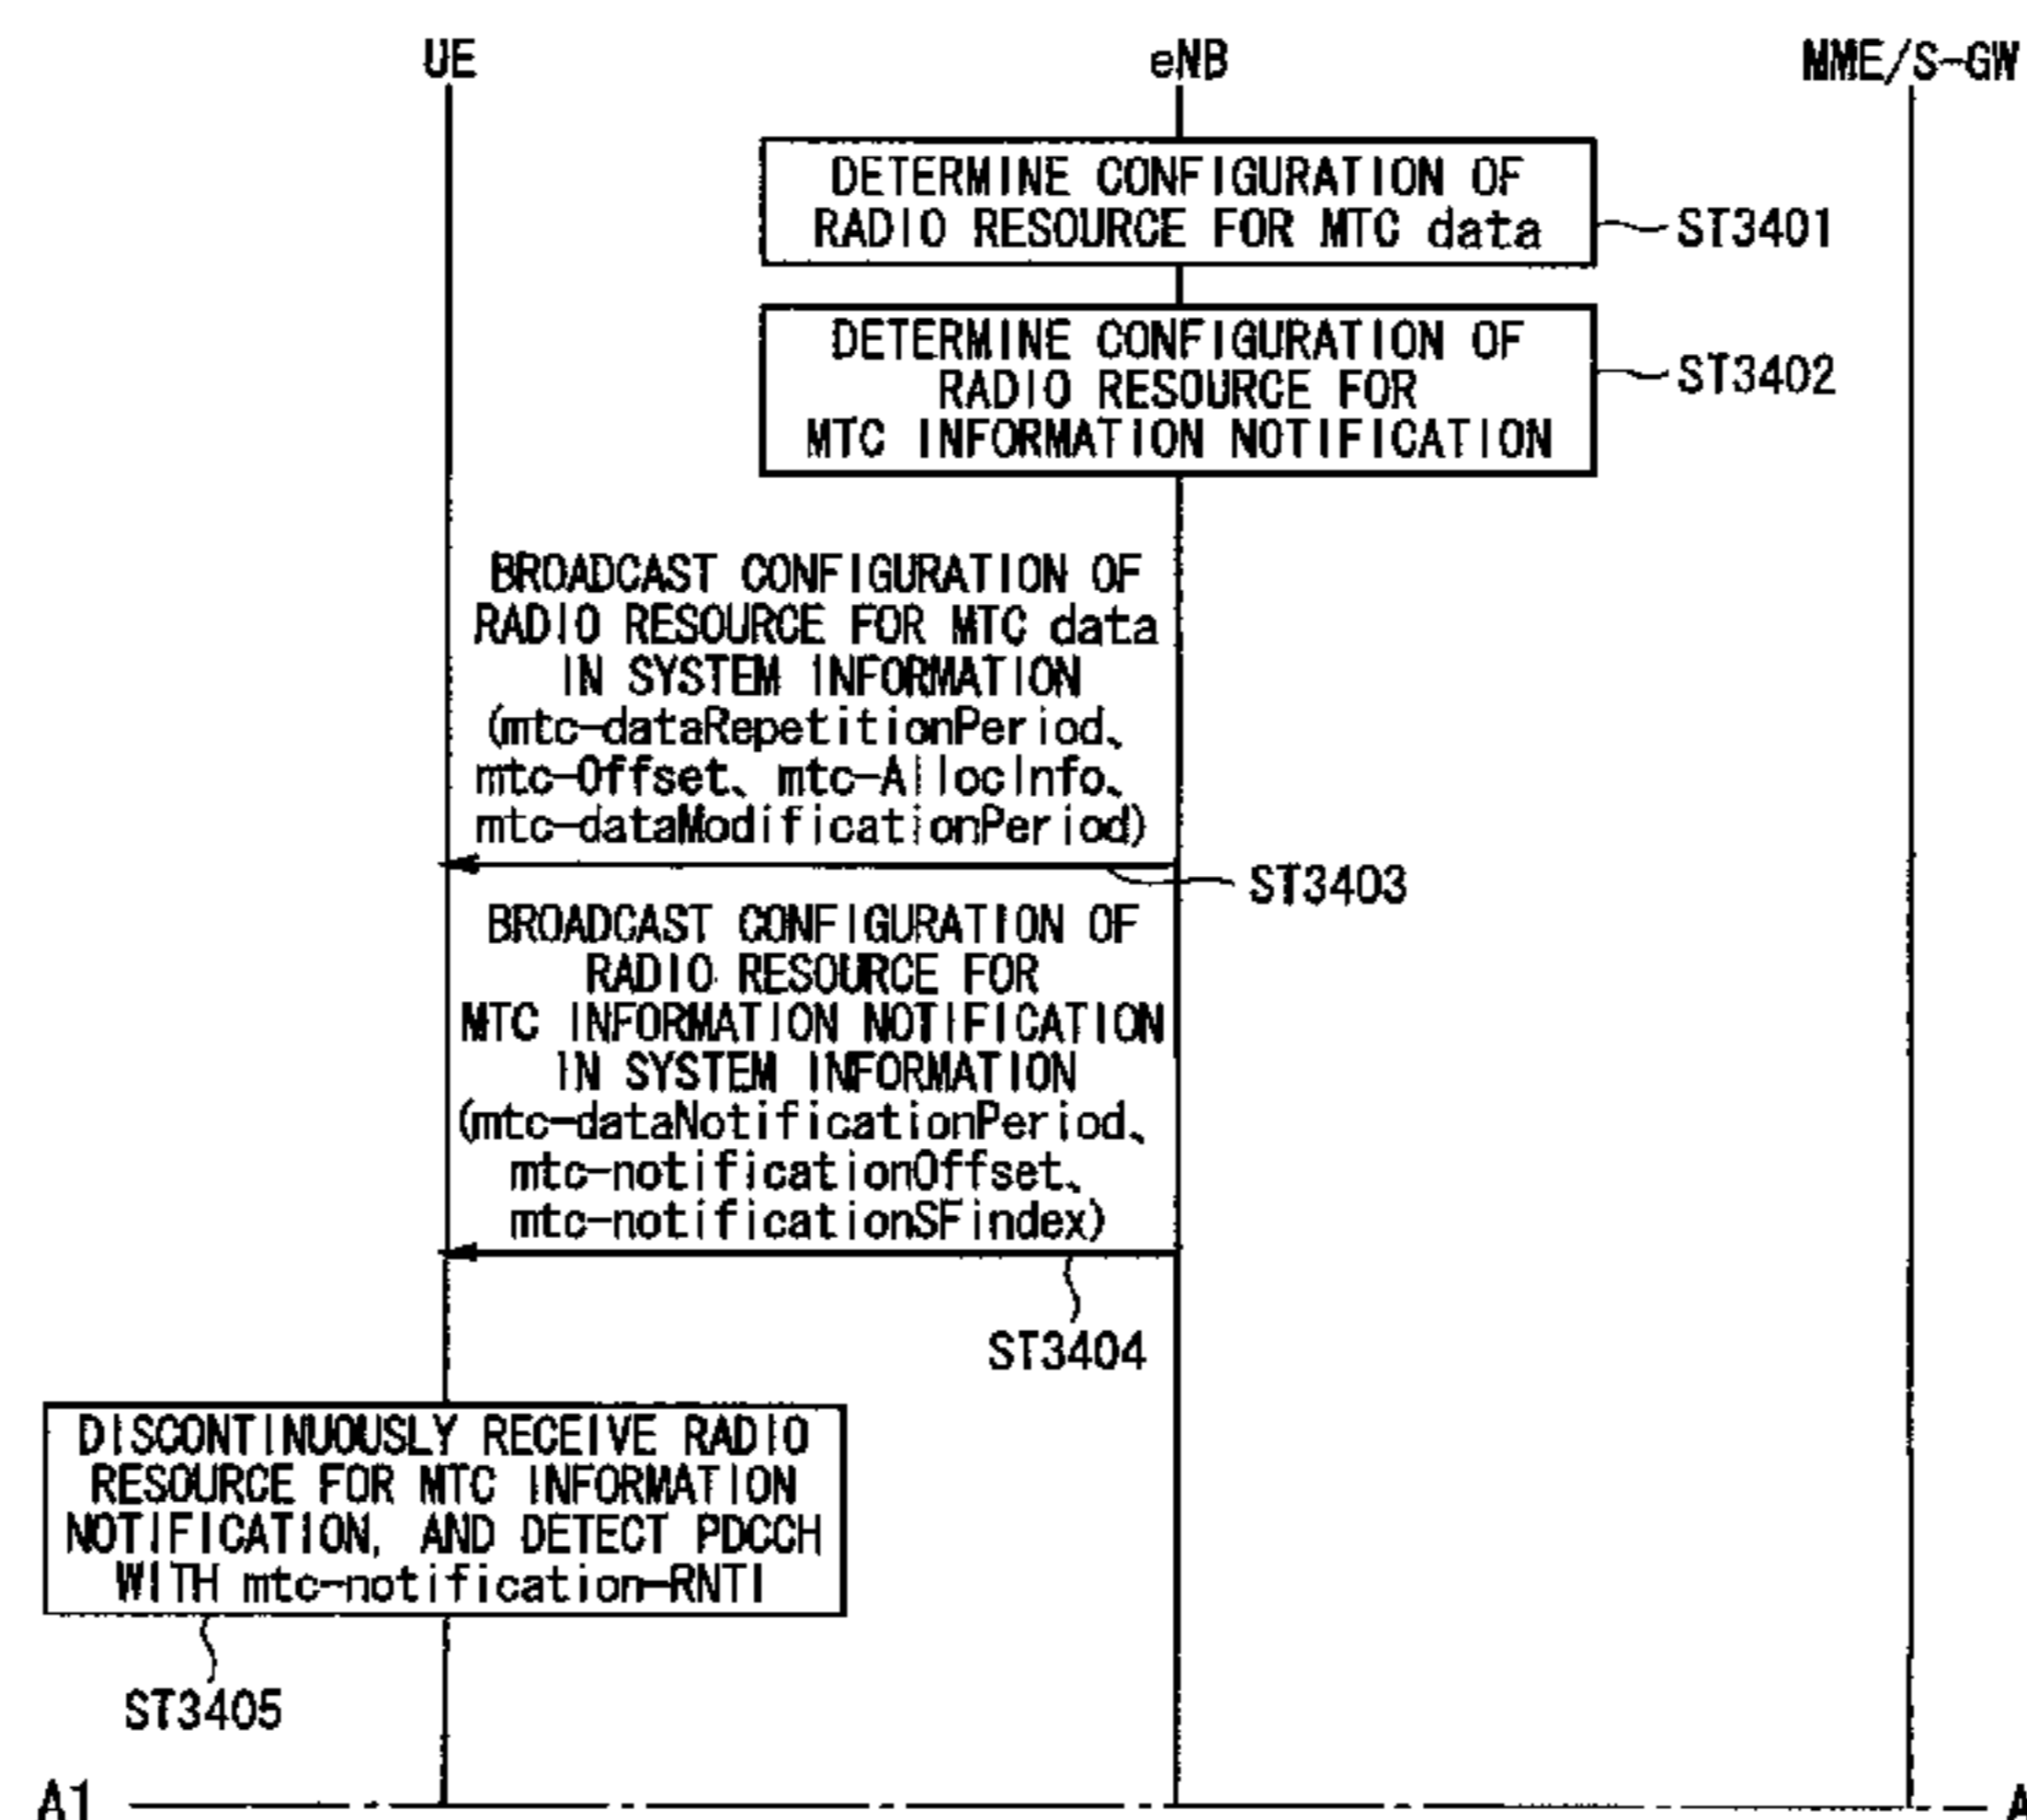 UE
eNB
MME/S-GW
DETERMINE CONFIGURATION OF
RADIO RESOURCE FOR MTC data
ST3401
DETERMINE CONFIGURATION OF
RADIO RESOURCE FOR
MTC INFORMATION NOTIFICATION
ST3402
BROADCAST CONFIGURATION OF
RADIO RESOURCE FOR MTC data
IN SYSTEM INFORMATION
(mtc-dataRepetitionPeriod、
mtc-Offset、mtc-AllocInfo、
mtc-dataModificationPeriod)
ST3403
BROADCAST CONFIGURATION OF
RADIO RESOURCE FOR
MTC INFORMATION NOTIFICATION
IN SYSTEM INFORMATION
(mtc-dataNotificationPeriod、
mtc-notificationOffset、
mtc-notificationSFindex)
ST3404
DISCONTINUOUSLY RECEIVE RADIO
RESOURCE FOR MTC INFORMATION
NOTIFICATION, AND DETECT PDCCH
WITH mtc-notification-RNTI
ST3405
A1